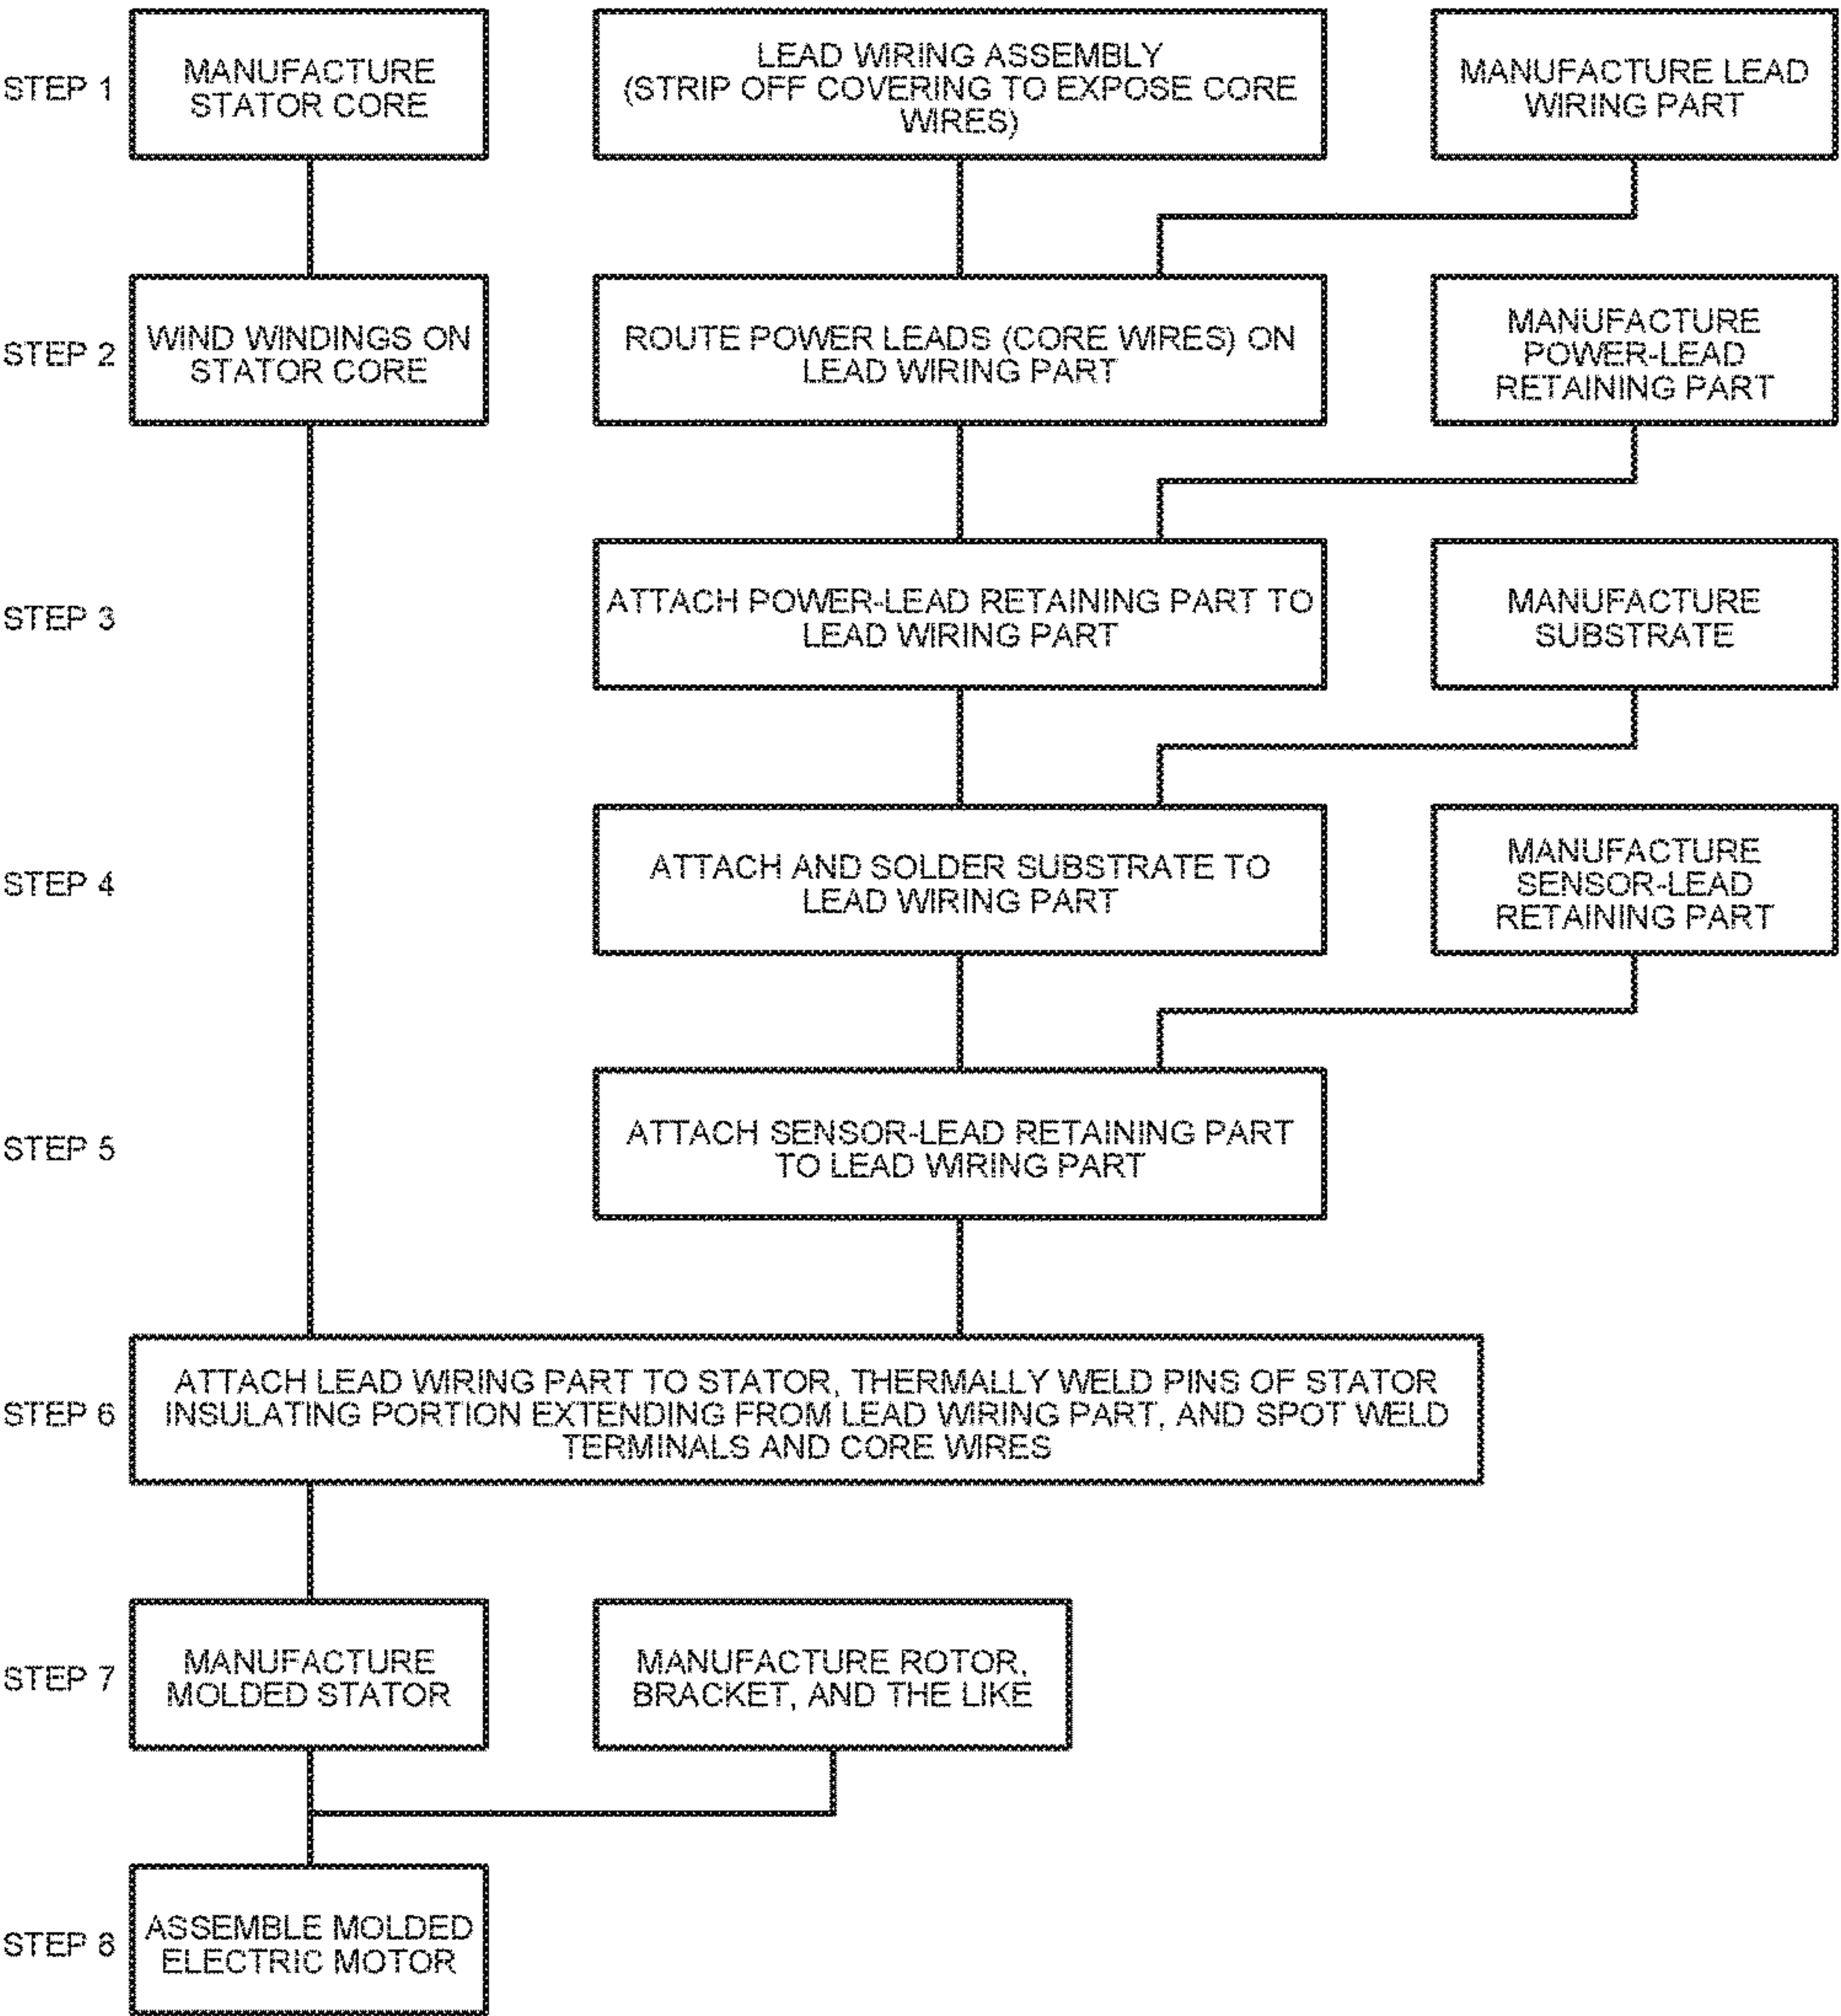 STEP 1
MANUFACTURE
STATOR CORE
LEAD WIRING ASSEMBLY
(STRIP OFF COVERING TO EXPOSE CORE
WIRES)
MANUFACTURE LEAD
WIRING PART
STEP 2
WIND WINDINGS ON
STATOR CORE
ROUTE POWER LEADS (CORE WIRES) ON
LEAD WIRING PART
MANUFACTURE
POWER-LEAD
RETAINING PART
STEP 3
ATTACH POWER-LEAD RETAINING PART TO
LEAD WIRING PART
MANUFACTURE
SUBSTRATE
STEP 4
ATTACH AND SOLDER SUBSTRATE TO
LEAD WIRING PART
MANUFACTURE
SENSOR-LEAD
RETAINING PART
STEP 5
ATTACH SENSOR-LEAD RETAINING PART
TO LEAD WIRING PART
STEP 6
ATTACH LEAD WIRING PART TO STATOR, THERMALLY WELD PINS OF STATOR
INSULATING PORTION EXTENDING FROM LEAD WIRING PART, AND SPOT WELD
TERMINALS AND CORE WIRES
STEP 7
MANUFACTURE
MOLDED STATOR
MANUFACTURE ROTOR,
BRACKET, AND THE LIKE
STEP 8
ASSEMBLE MOLDED
ELECTRIC MOTOR